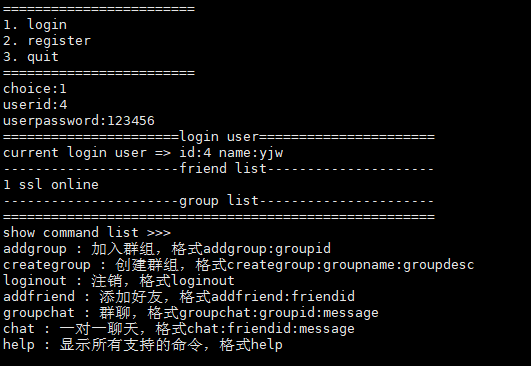 ========================
1. login
2. register
3. quit
========================
choice:1
userid:4
userpassword:123456
======================login user======================
current login user => id:4 name:yjw
----------------------friend list---------------------
1 ssl online
----------------------group list----------------------
======================================================
show command list >>>
addgroup : 加入群组，格式addgroup:groupid
creategroup : 创建群组，格式creategroup:groupname:groupdesc
loginout : 注销，格式loginout
addfriend : 添加好友，格式addfriend:friendid
groupchat : 群聊，格式groupchat:groupid:message
chat : 一对一聊天，格式chat:friendid:message
help : 显示所有支持的命令，格式help